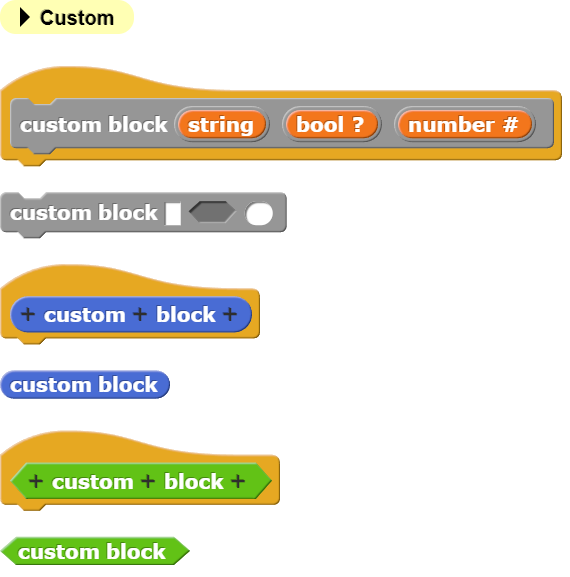 Custom
custom block string bool ? number #
custom block
+ custom + block +
custom block
+ custom + block +
custom block